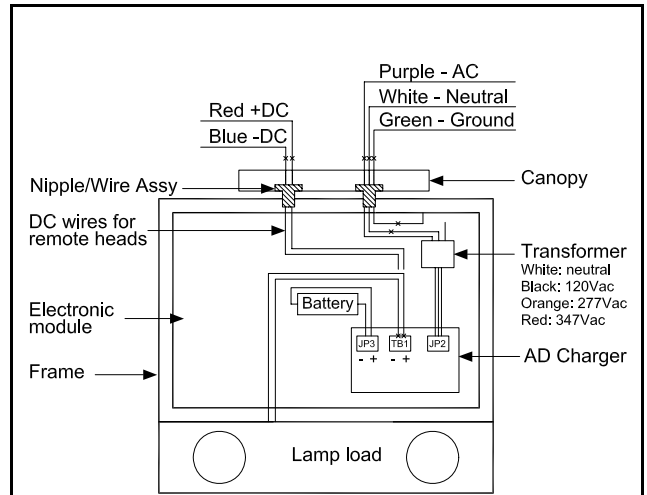 Purple - AC
White - Neutral
Green - Ground
Red +DC
Blue -DC
Nipple/Wire Assy
Canopy
DC wires for
remote heads
Transformer
White: neutral
Black: 120Vac
Orange: 277Vac
Red: 347Vac
Electronic
module
Battery
JP3
TB1
JP2
- +
- +
AD Charger
Frame
Lamp load